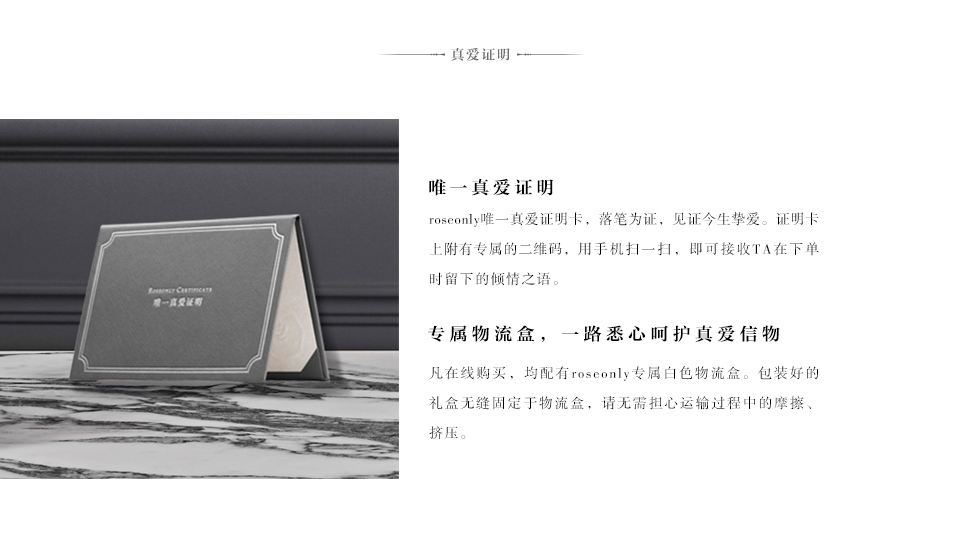 真爱证明
ROSEONLY CERTIFICATE
唯一真爱证明
唯一真爱证明
roseonly唯一真爱证明卡，落笔为证，见证今生挚爱。证明卡
上附有专属的二维码，用手机扫一扫，即可接收TA在下单
时留下的倾情之语。
专属物流盒，一路悉心呵护真爱信物
凡在线购买，均配有roseonly专属白色物流盒。包装好的
礼盒无缝固定于物流盒，请无需担心运输过程中的摩擦、
挤压。